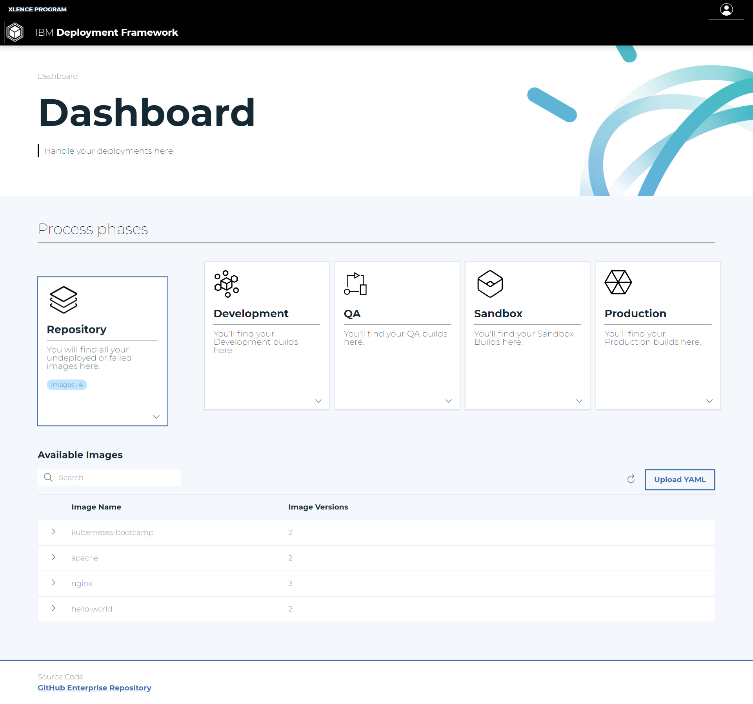 XLENCE PROGRAM
IBM Deployment Framework
Dashboard
Dashboard
Handle your deployments here.
Process phases
Repository
You will find all your
undeployed or failed
images here.
Images : 4
Development
You'll find your
Development builds
here.
QA
You'll find your QA builds
here.
Sandbox
You'll find your Sandbox
Builds here.
Production
You'll find your
Production builds here.
Available Images
Search
Upload YAML
Image Name Image Versions
kubernetes-bootcamp 2
apache 2
nginx 3
hello-world 2
Source Code
GitHub Enterprise Repository